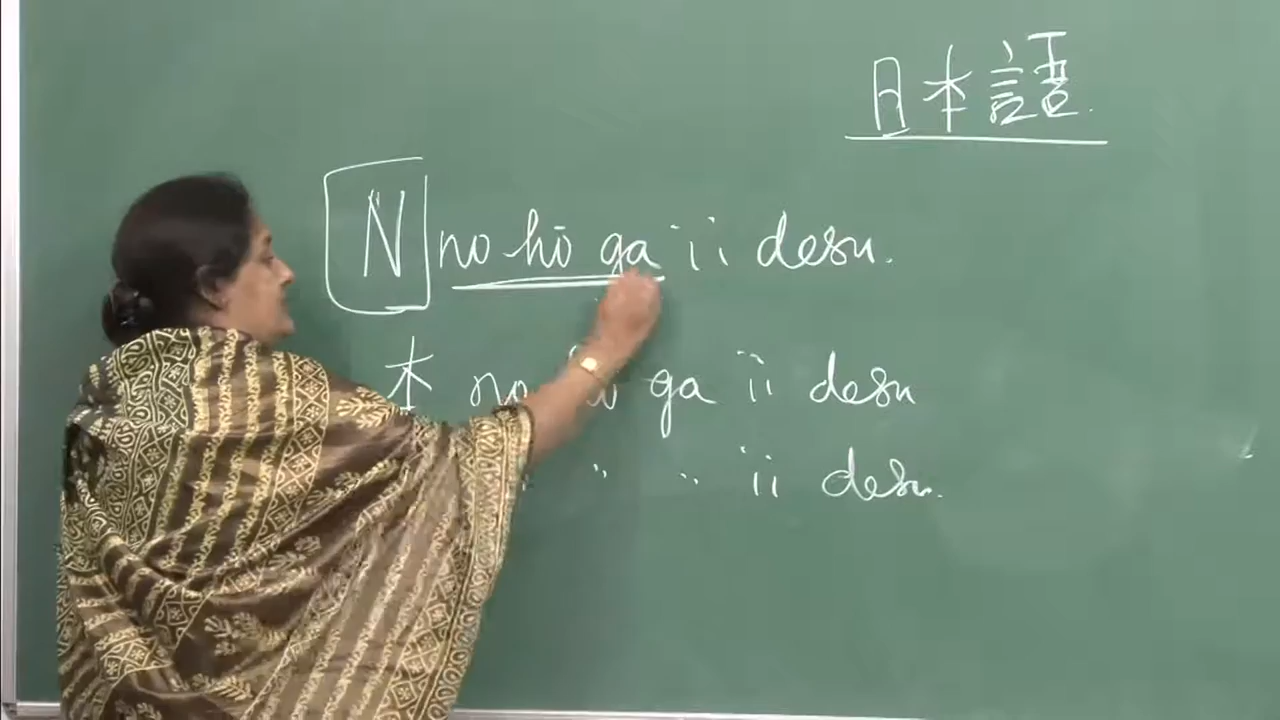 日本語
N no hō ga ii desu.
本 no ga ii desu
" " " ii desu.